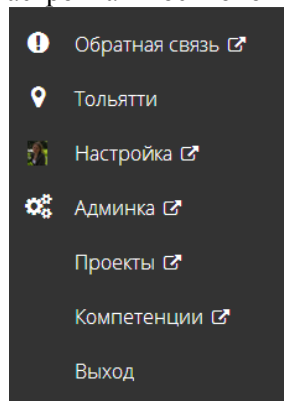 Обратная связь
Тольятти
Настройка
Админка
Проекты
Компетенции
Выход